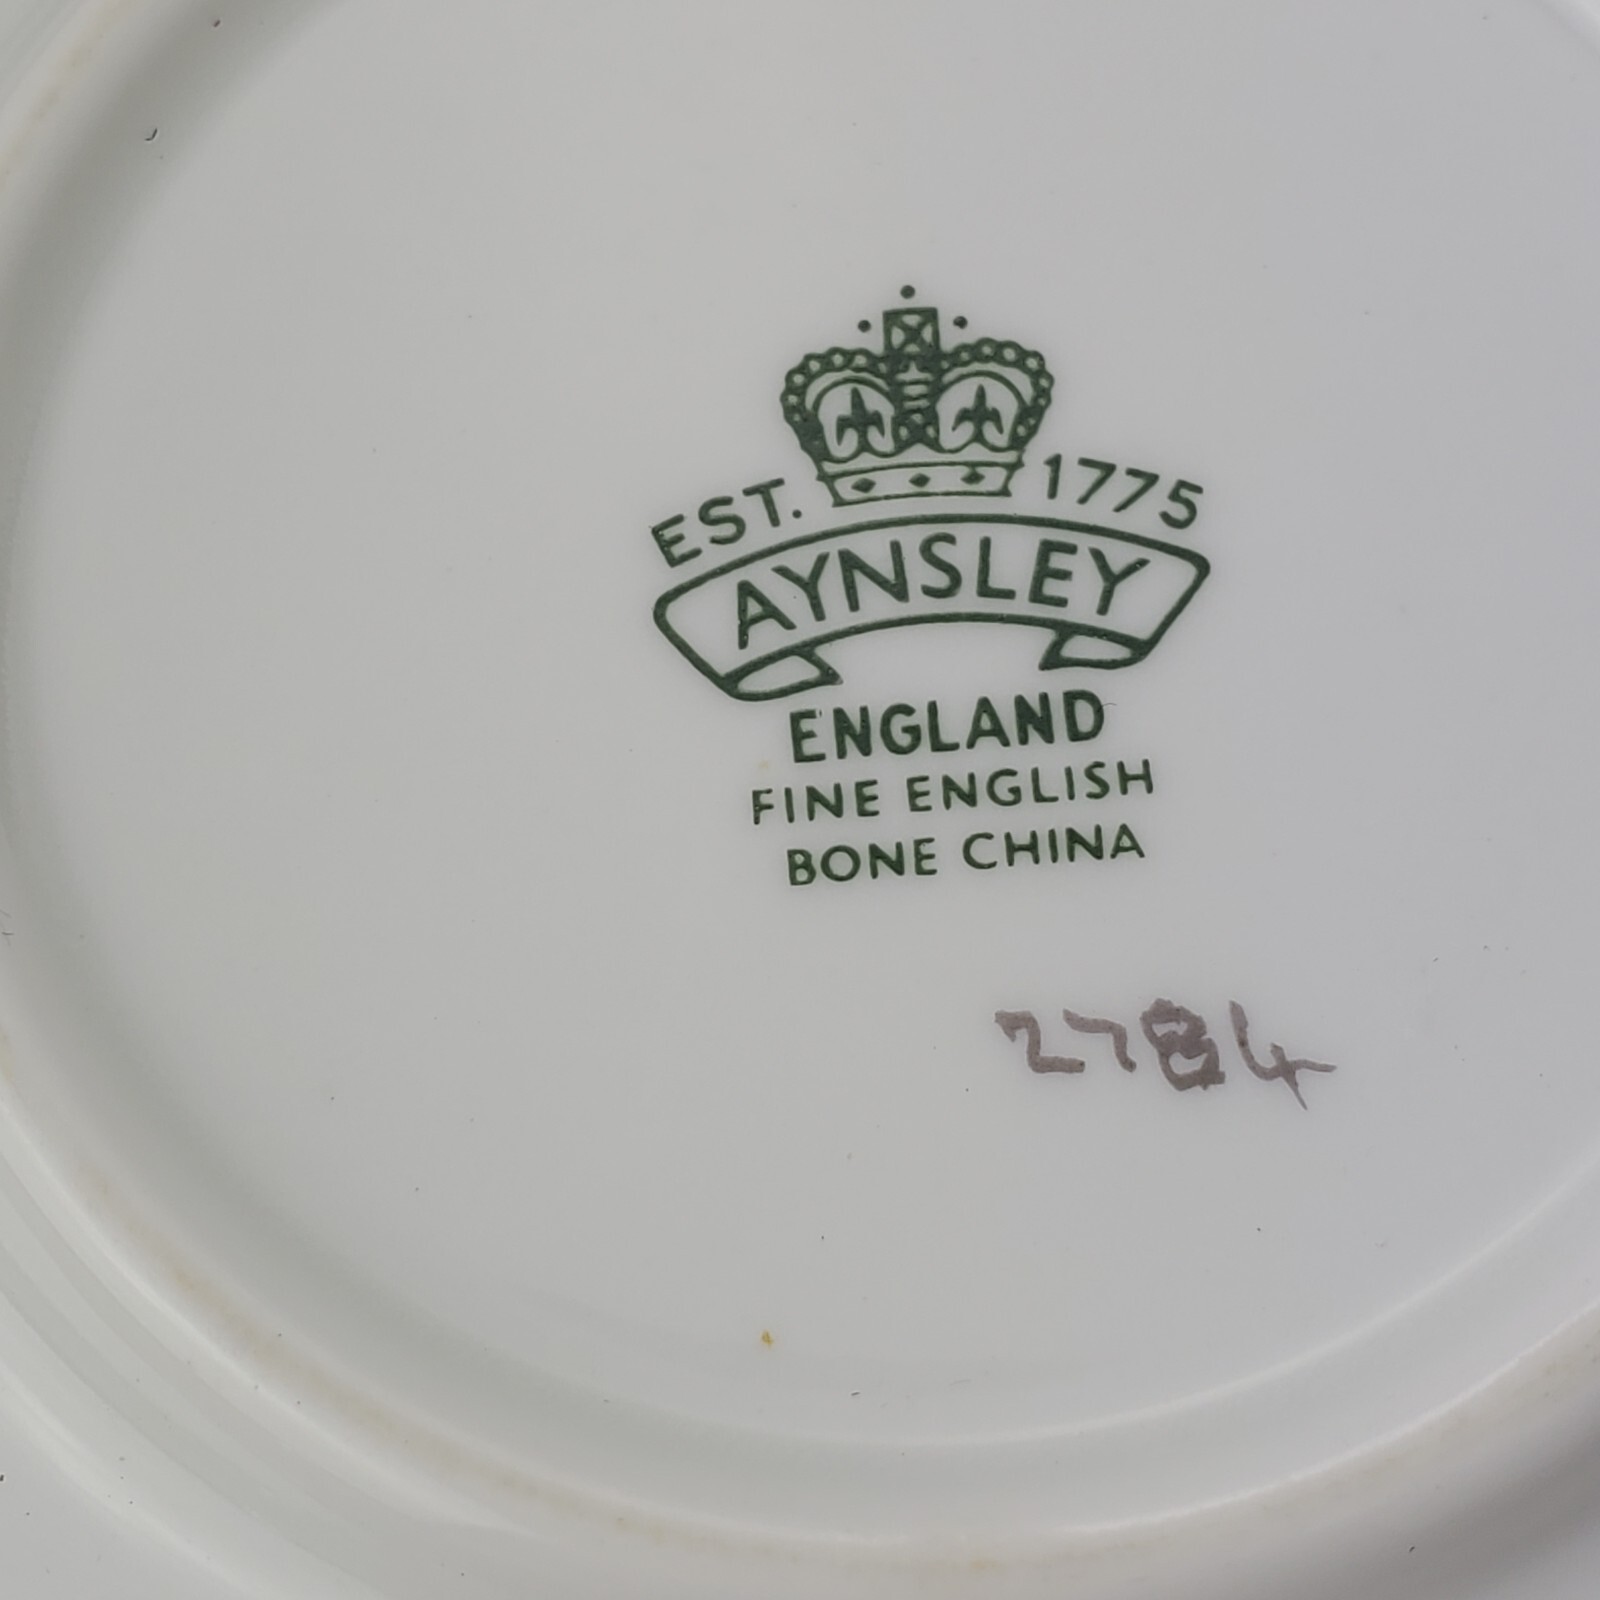 EST. 1775
AYNSLEY
ENGLAND
FINE ENGLISH
BONE CHINA
2784